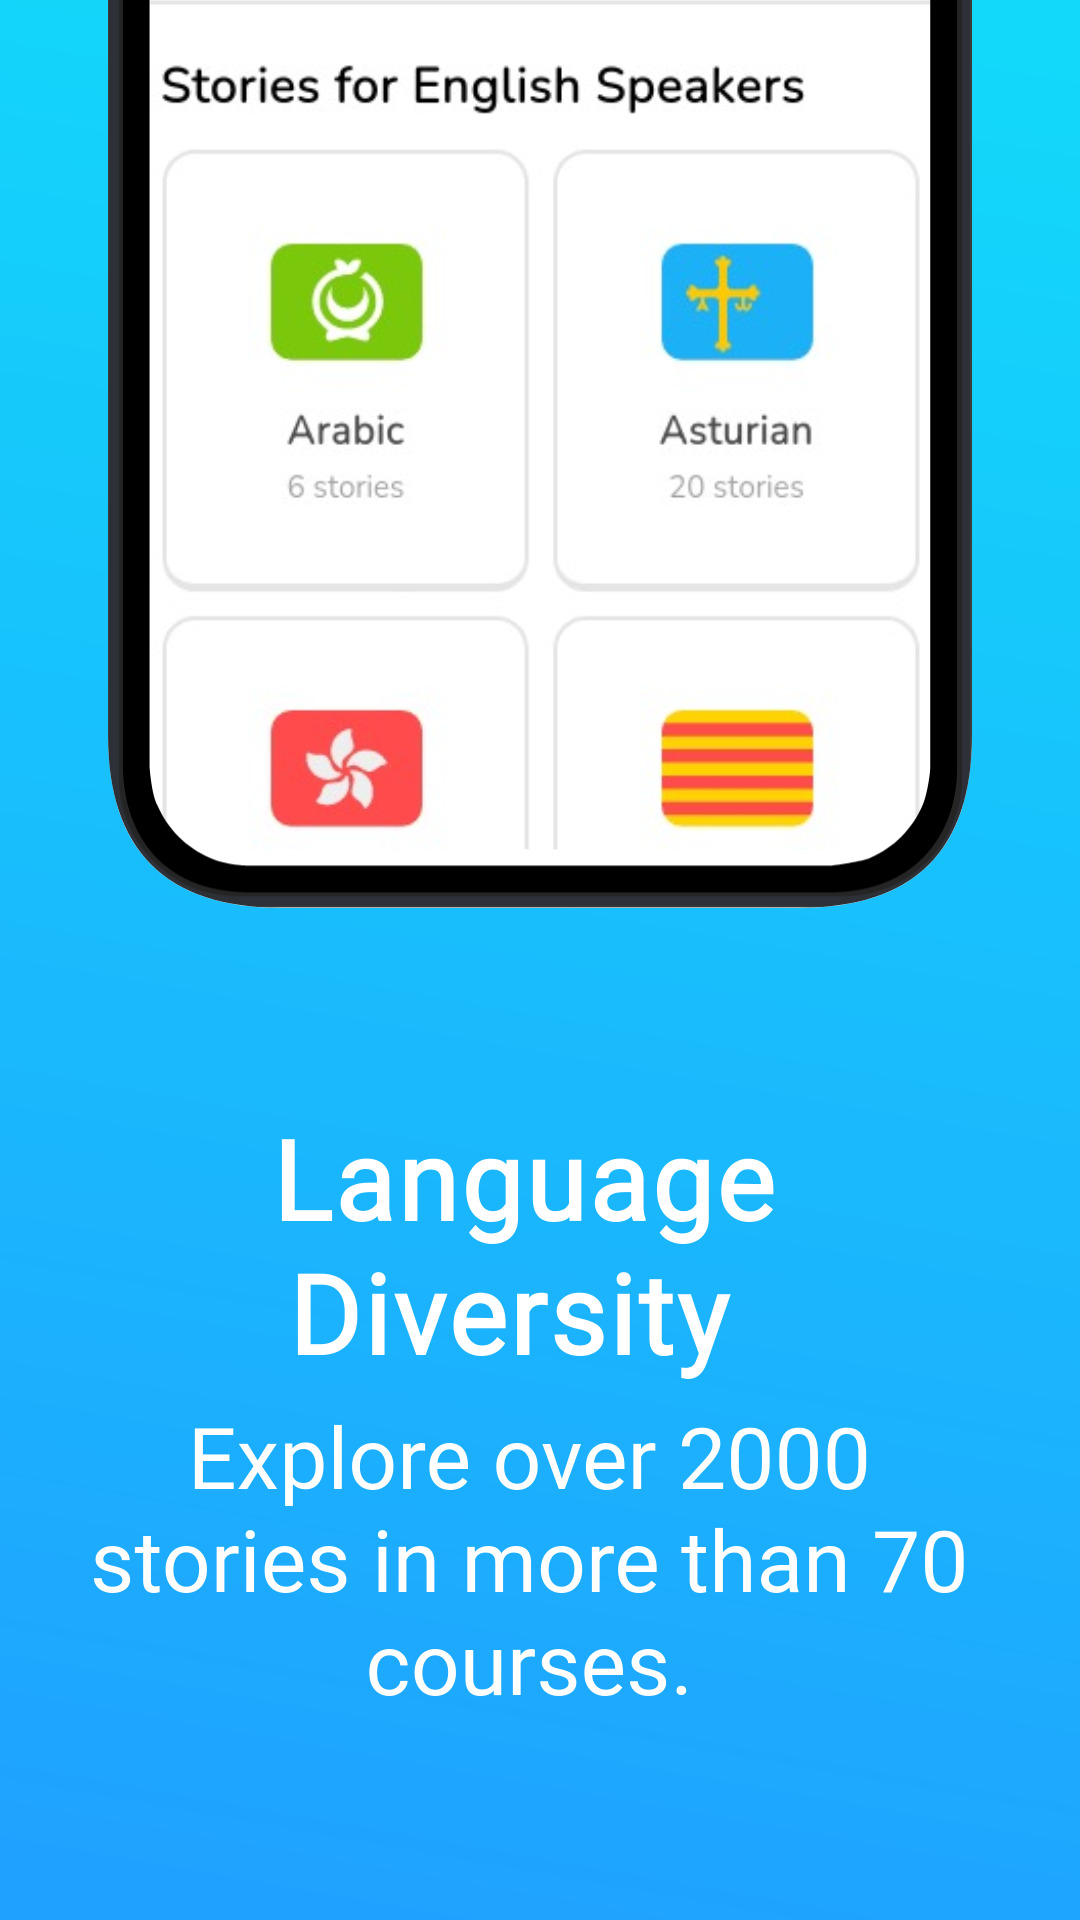 Stories for English Speakers
Arabic
6 stories
Asturian
20 stories
Language
Diversity
Explore over 2000
stories in more than 70
courses.